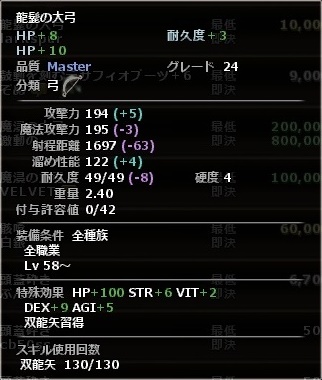 龍髭の大弓
HP+8 耐久度+3
HP+10
品質 Master グレード 24
分類 弓
攻撃力 194 (+5)
魔法攻撃力 195 (-3)
射程距離 1697 (-63)
溜め性能 122 (+4)
耐久度 49/49 (-8) 硬度 4
重量 2.40
付与許容値 0/42
装備条件 全種族
全職業
Lv 58～
特殊効果 HP+100 STR+6 VIT+2
DEX+9 AGI+5
双龍矢習得
スキル使用回数
双龍矢 130/130